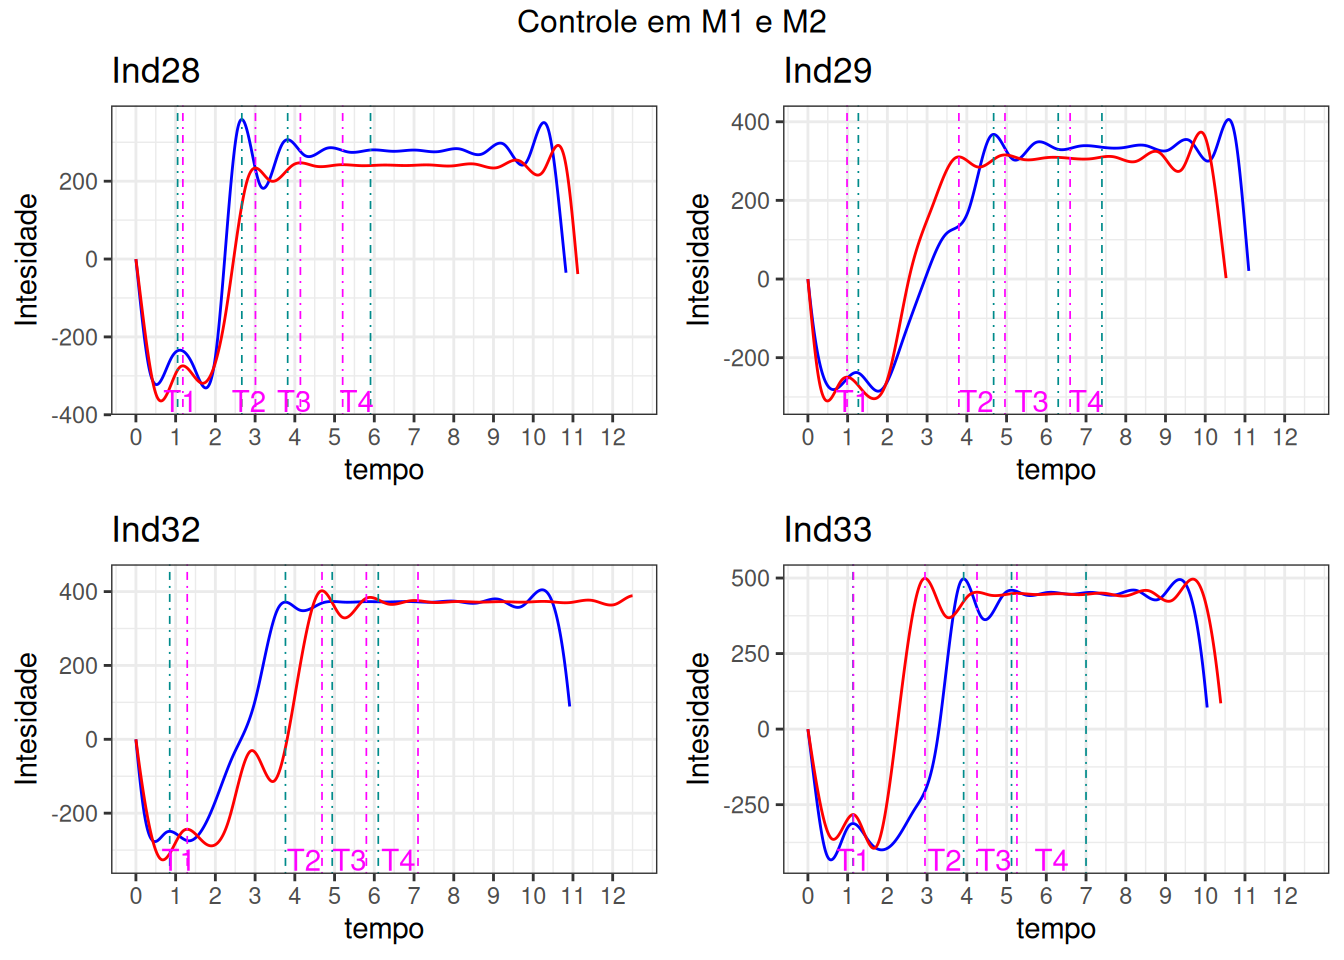 Controle em M1 e M2
Ind28
Intesidade
200
0
-200
-400
T1 T2 T3 T4
0 1 2 3 4 5 6 7 8 9 10 11 12
tempo
Ind29
Intesidade
400
200
0
-200
T1 T2 T3 T4
0 1 2 3 4 5 6 7 8 9 10 11 12
tempo
Ind32
Intesidade
400
200
0
-200
T1 T2 T3 T4
0 1 2 3 4 5 6 7 8 9 10 11 12
tempo
Ind33
Intesidade
500
250
0
-250
T1 T2 T3 T4
0 1 2 3 4 5 6 7 8 9 10 11 12
tempo